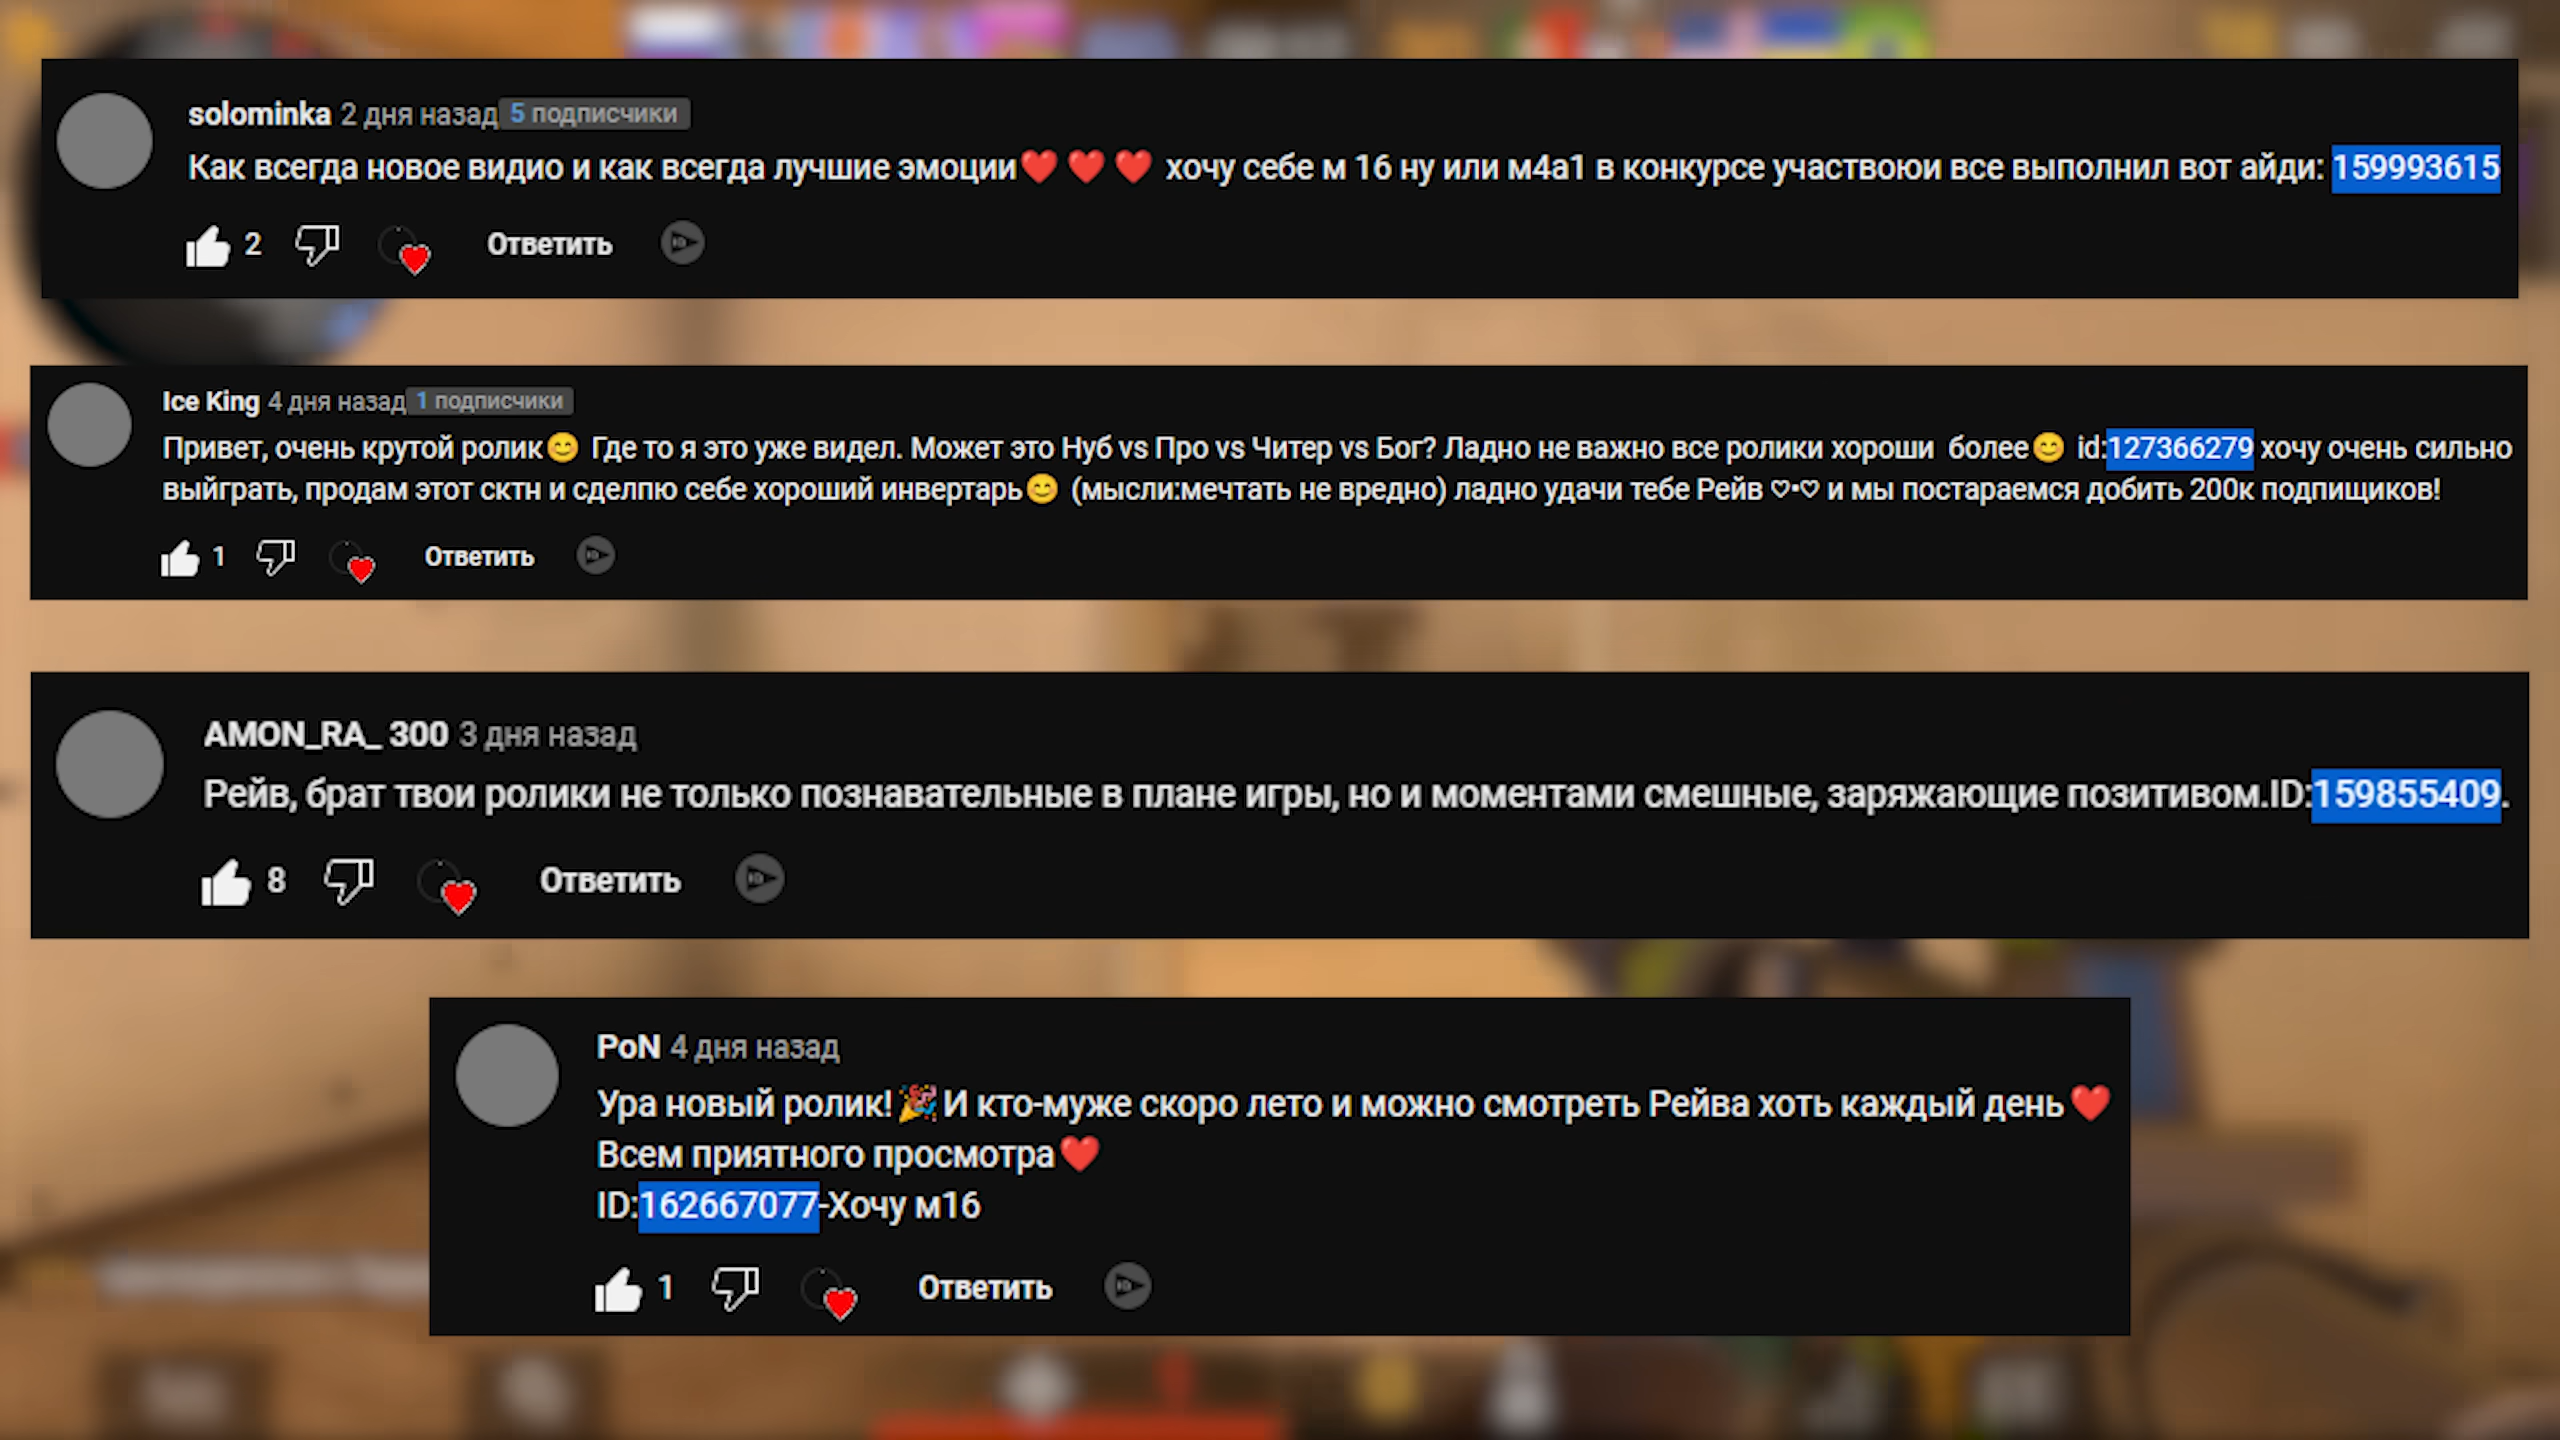 solominka 2 дня назад 5 подписчики
Как всегда новое видио и как всегда лучшие эмоции❤️❤️❤️ хочу себе м 16 ну или м4а1 в конкурсе участвоюи все выполнил вот айди: 159993615
2 Ответить
Ice King 4 дня назад 1 подписчики
Привет, очень крутой ролик😊 Где то я это уже видел. Может это Нуб vs Про vs Читер vs Бог? Ладно не важно все ролики хороши более😊 id:127366279 хочу очень сильно
выйграть, продам этот сктн и сделпю себе хороший инвертарь😊 (мысли:мечтать не вредно) ладно удачи тебе Рейв ♡•♡ и мы постараемся добить 200к подпищиков!
1 Ответить
AMON_RA_ 300 3 дня назад
Рейв, брат твои ролики не только познавательные в плане игры, но и моментами смешные, заряжающие позитивом.ID:159855409.
8 Ответить
PoN 4 дня назад
Ура новый ролик!🎉И кто-муже скоро лето и можно смотреть Рейва хоть каждый день❤️
Всем приятного просмотра❤️
ID:162667077-Хочу м16
1 Ответить